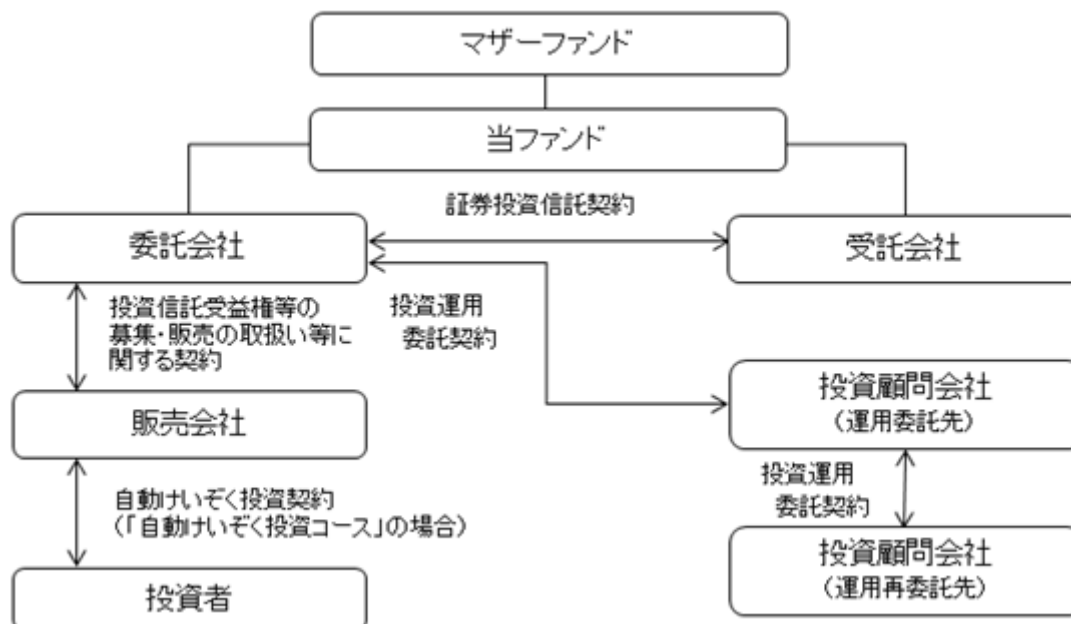 マザーファンド
当ファンド
証券投資信託契約
委託会社
受託会社
投資信託受益権等の
募集・販売の取扱い等に
関する契約
投資運用
委託契約
販売会社
投資顧問会社
（運用委託先）
自動けいぞく投資契約
（「自動けいぞく投資コース」の場合）
投資運用
委託契約
投資者
投資顧問会社
（運用再委託先）